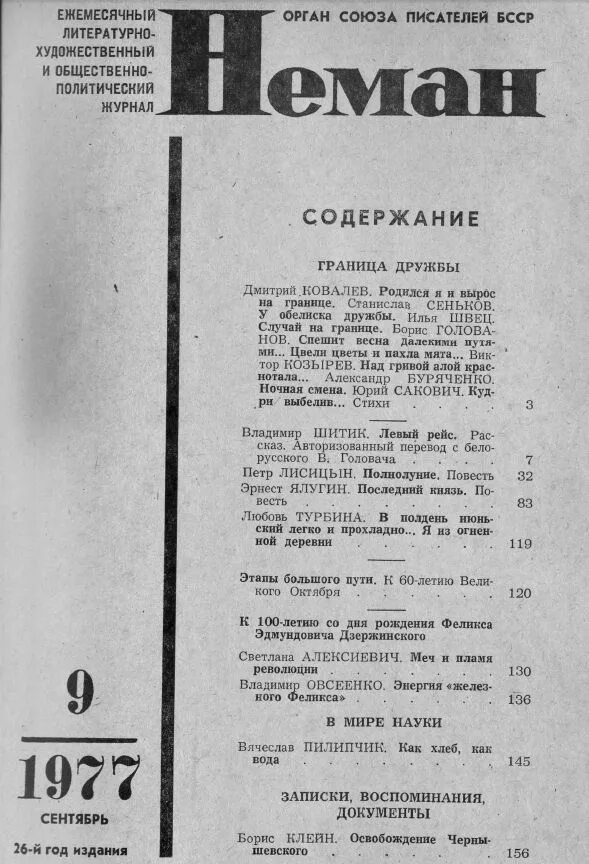 ЕЖЕМЕСЯЧНЫЙ
ЛИТЕРАТУРНО-
ХУДОЖЕСТВЕННЫЙ
И ОБЩЕСТВЕННО-
ПОЛИТИЧЕСКИЙ
ЖУРНАЛ
ОРГАН СОЮЗА ПИСАТЕЛЕЙ БССР
Неман
СОДЕРЖАНИЕ
ГРАНИЦА ДРУЖБЫ
Дмитрий КОВАЛЕВ. Родился я и вырос
на границе. Станислав СЕНЬКОВ.
У обелиска дружбы. Илья ШВЕЦ.
Случай на границе. Борис ГОЛОВА-
НОВ. Спешит весна далекими путя-
ми... Цвели цветы и пахла мята... Вик-
тор КОЗЫРЕВ. Над гривой алой крас-
нотала... Александр БУРЯЧЕНКО.
Ночная смена. Юрий САКОВИЧ. Куд-
ри выбелив... Стихи . . . . 3
Владимир ШИТИК. Левый рейс. Рас-
сказ. Авторизованный перевод с бело-
русского В. Головача . . . . 7
Петр ЛИСИЦЫН. Полнолуние. Повесть 32
Эрнест ЯЛУГИН. Последний князь. По-
весть . . . . . . . . 83
Любовь ТУРБИНА. В полдень июнь-
ский легко и прохладно... Я из огнен-
ной деревни . . . . . . 119
Этапы большого пути. К 60-летию Вели-
кого Октября . . . . . . 120
К 100-летию со дня рождения Феликса
Эдмундовича Дзержинского
Светлана АЛЕКСИЕВИЧ. Меч и пламя
революции . . . . . . . 130
Владимир ОВСЕЕНКО. Энергия «желез-
ного Феликса» . . . . . . 136
В МИРЕ НАУКИ
Вячеслав ПИЛИПЧИК. Как хлеб, как
вода . . . . . . . . 145
ЗАПИСКИ, ВОСПОМИНАНИЯ,
ДОКУМЕНТЫ
Борис КЛЕЙН. Освобождение Черны-
шевского . . . . . . . 156
9
1977
СЕНТЯБРЬ
26-й год издания